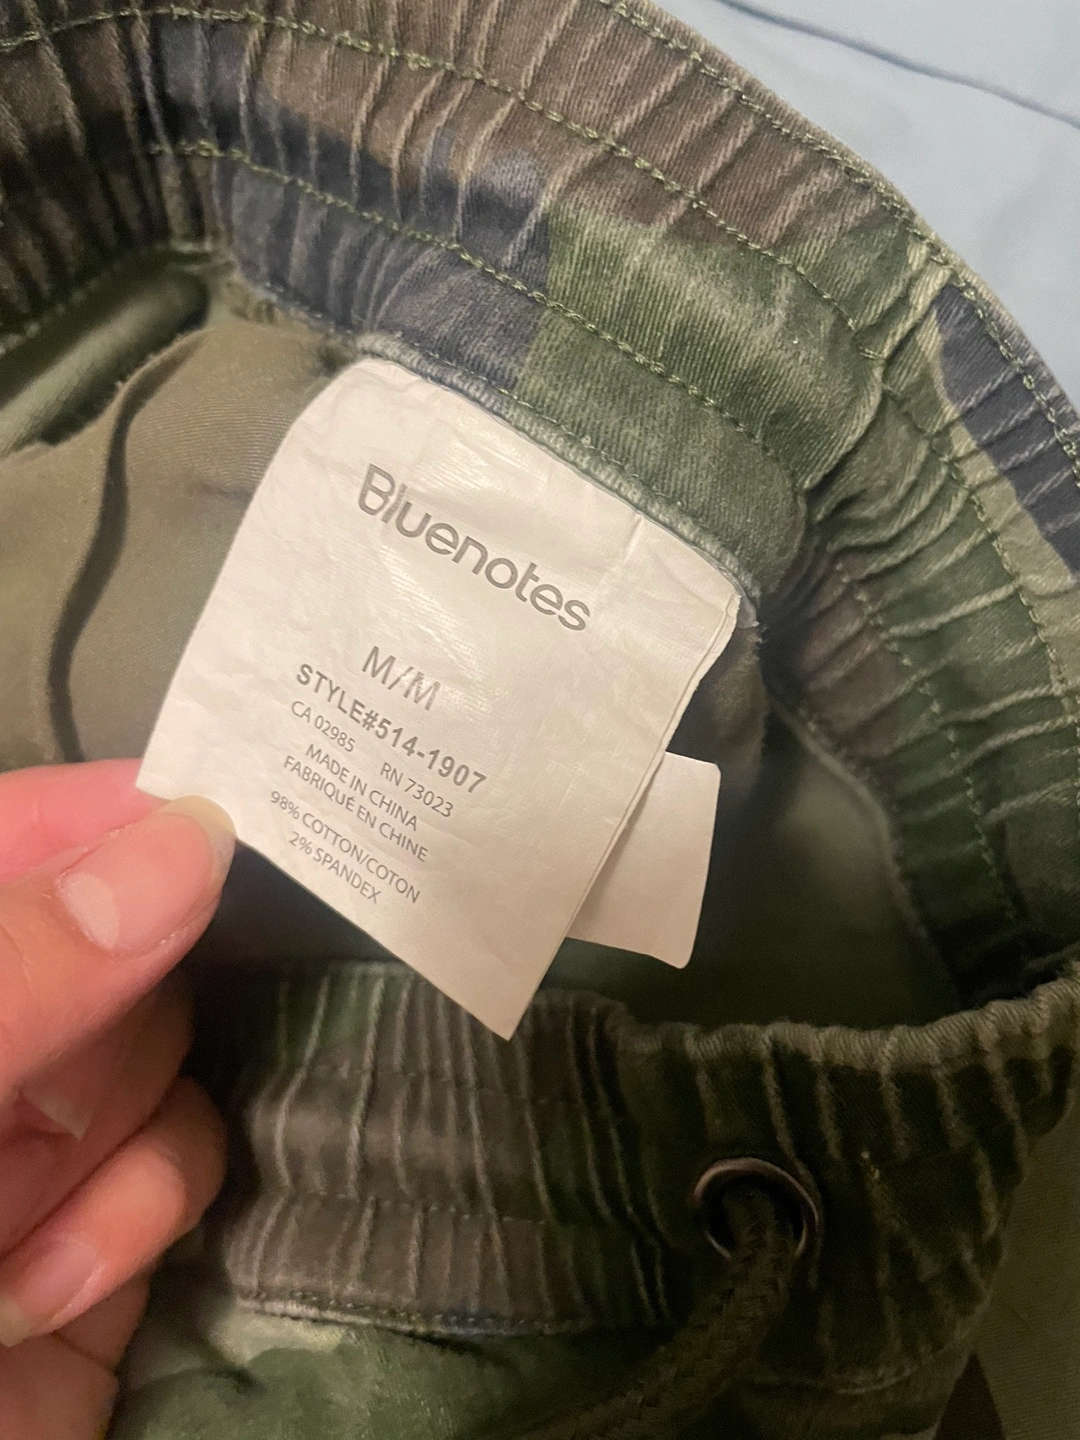 Bluenotes
M/M
STYLE#514-1907
CA 02985 RN 73023
MADE IN CHINA
FABRIQUÉ EN CHINE
98% COTTON/COTON
2% SPANDEX